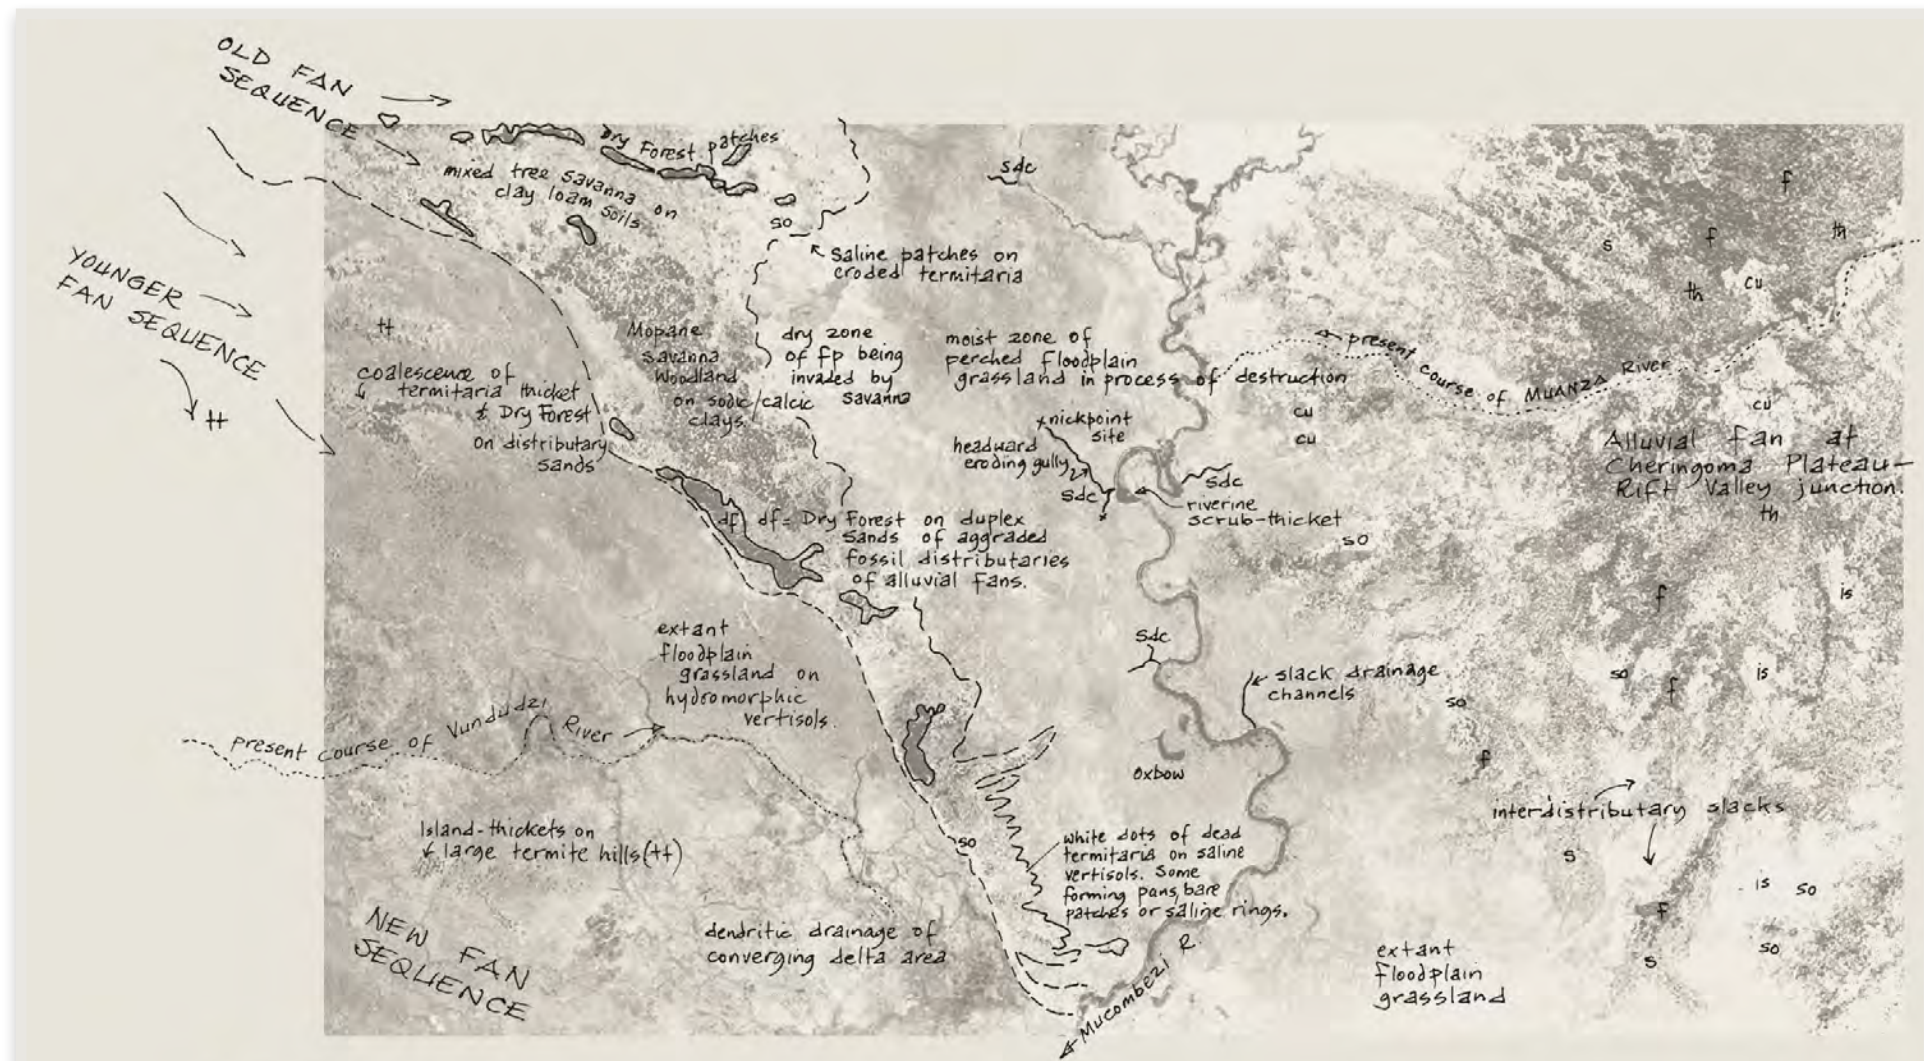 OLD FAN
SEQUENCE
Dry Forest patches
mixed tree savanna on
clay loam soils
so
Saline patches on
eroded termitaria
sdc
f
s
f
th
th
cu
YOUNGER
FAN SEQUENCE
tt
coalescence of
termitaria thicket
& Dry Forest
on distributary
sands
tt
Mopane
savanna
Woodland
on sodic/calcic
clays.
dry zone
of fp being
invaded by
savanna
moist zone of
perched floodplain
grassland in process of destruction
present course of MUANZA River
cu
cu
cu
nickpoint
site
headward
eroding gully
sdc
sdc
riverine
scrub-thicket
Alluvial fan at
Cheringoma Plateau-
Rift Valley junction.
th
so
df
df = Dry Forest on duplex
sands of aggraded
fossil distributaries
of alluvial fans.
f
is
extant
floodplain
grassland on
hydromorphic
vertisols.
sdc
slack drainage
channels
so
f
is
so
present course of Vundudzi River
oxbow
f
interdistributary slacks
Island-thickets on
large termite hills (tt)
so
white dots of dead
termitaria on saline
vertisols. Some
forming pans, bare
patches or saline rings.
s
is
so
f
NEW FAN
SEQUENCE
dendritic drainage of
converging delta area
Mucombezi R
extant
floodplain
grassland
s
so